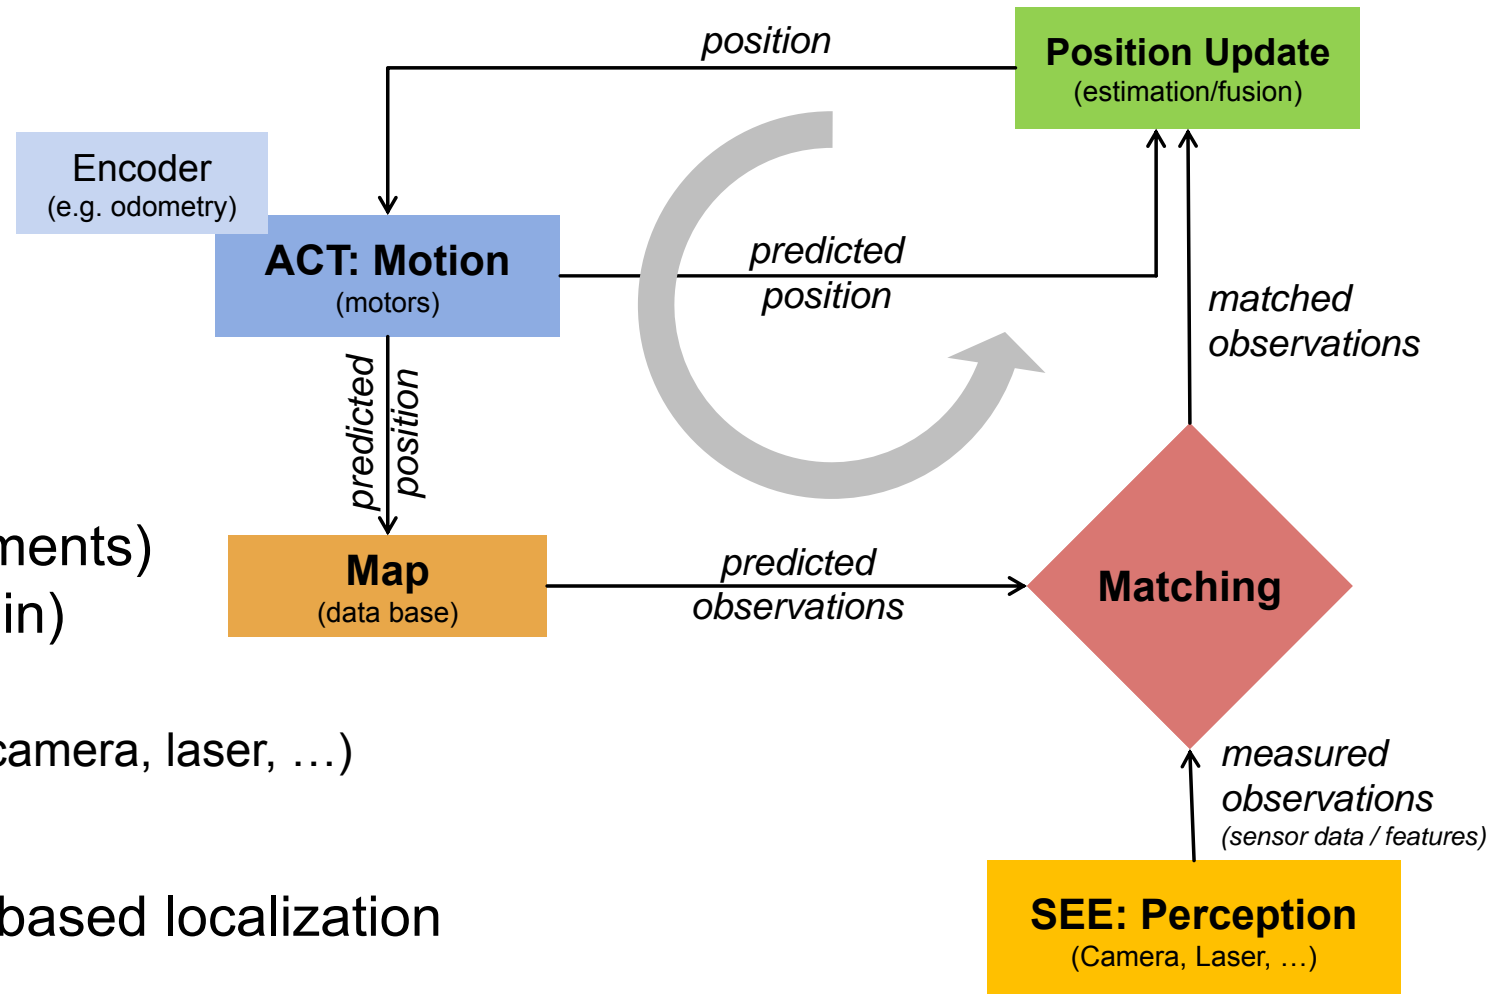 position
Position Update
(estimation/fusion)
Encoder
(e.g. odometry)
ACT: Motion
(motors)
predicted
position
matched
observations
predicted
position
Map
(data base)
predicted
observations
Matching
ments)
in)
camera, laser, …)
measured
observations
(sensor data / features)
based localization
SEE: Perception
(Camera, Laser, …)